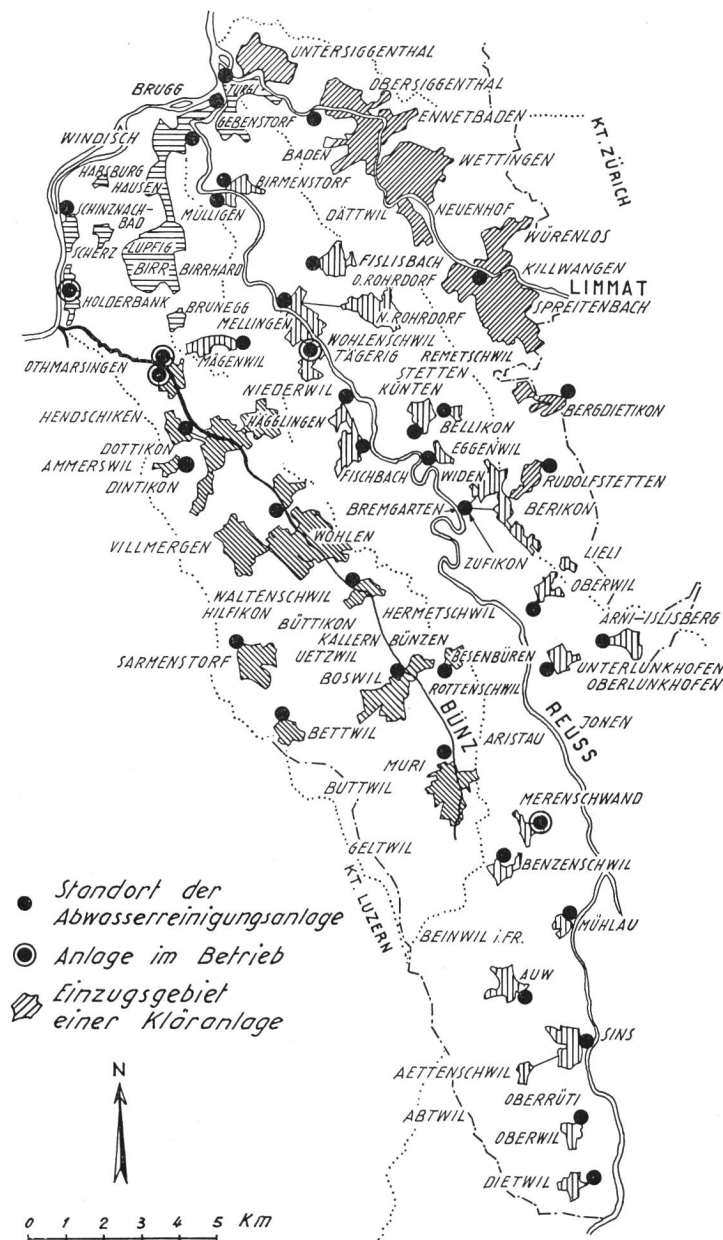 UNTERSIGGENTHAL
OBERSIGGENTHAL
BRUGG
TURGI
GEBENSTORF
ENNETBADEN
KT. ZÜRICH
WINDISCH
BADEN
WETTINGEN
HABSBURG
HAUSEN
BIRMENSTORF
SCHINZNACH-
BAD
MÜLLIGEN
DÄTTWIL
NEUENHOF
WÜRENLOS
SCHERZ
LUPFIG
BIRR
BIRRHARD
FISLISBACH
O. ROHRDORF
KILLWANGEN
LIMMAT
SPREITENBACH
HOLDERBANK
BRUNEGG
MELLINGEN
N. ROHRDORF
WOHLENSCHWIL
TÄGERIG
REMETSCHWIL
OTHMARSINGEN
MÄGENWIL
STETTEN
KÜNTEN
NIEDERWIL
BERGDIETIKON
HENDSCHIKEN
HÄGGLINGEN
BELLIKON
DOTTIKON
AMMERSWIL
DINTIKON
EGGENWIL
FISCHBACH
WIDEN
RUDOLFSTETTEN
BREMGARTEN
BERIKON
VILLMERGEN
WOHLEN
ZUFIKON
LIELI
OBERWIL
WALTENSCHWIL
HILFIKON
BÜTTIKON
HERMETSCHWIL
ARNI-ISLISBERG
KALLERN
BÜNZEN
UETZWIL
BESENBÜREN
SARMENSTORF
BOSWIL
ROTTENSCHWIL
UNTERLUNKHOFEN
OBERLUNKHOFEN
BÜNZ
REUSS
JONEN
BETTWIL
ARISTAU
MURI
BUTTWIL
MERENSCHWAND
GELTWIL
BENZENSCHWIL
KT. LUZERN
MÜHLAU
BEINWIL i. FR.
AUW
SINS
AETTENSCHWIL
OBERRÜTI
ABTWIL
OBERWIL
DIETWIL
Standort der
Abwasserreinigungsanlage
Anlage im Betrieb
Einzugsgebiet
einer Kläranlage
N
0 1 2 3 4 5 Km